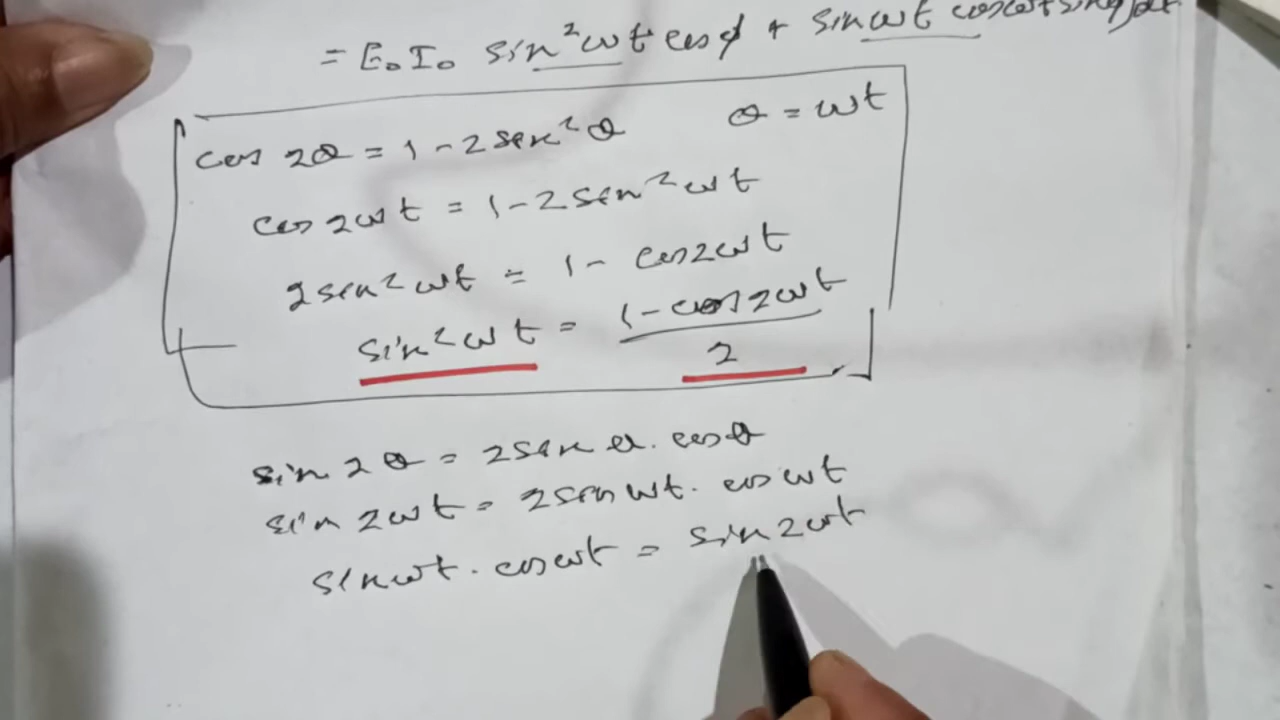 = E₀I₀ sin²ωt cosφ + sinωt cosωt sinφ) dt
cos 2θ = 1 - 2sin²θ θ = ωt
cos 2ωt = 1 - 2sin²ωt
2sin²ωt = 1 - cos2ωt
sin²ωt = (1 - cos2ωt)/2
sin 2θ = 2sinθ. cosθ
sin 2ωt = 2sinωt. cosωt
sinωt. cosωt = sin2ωt